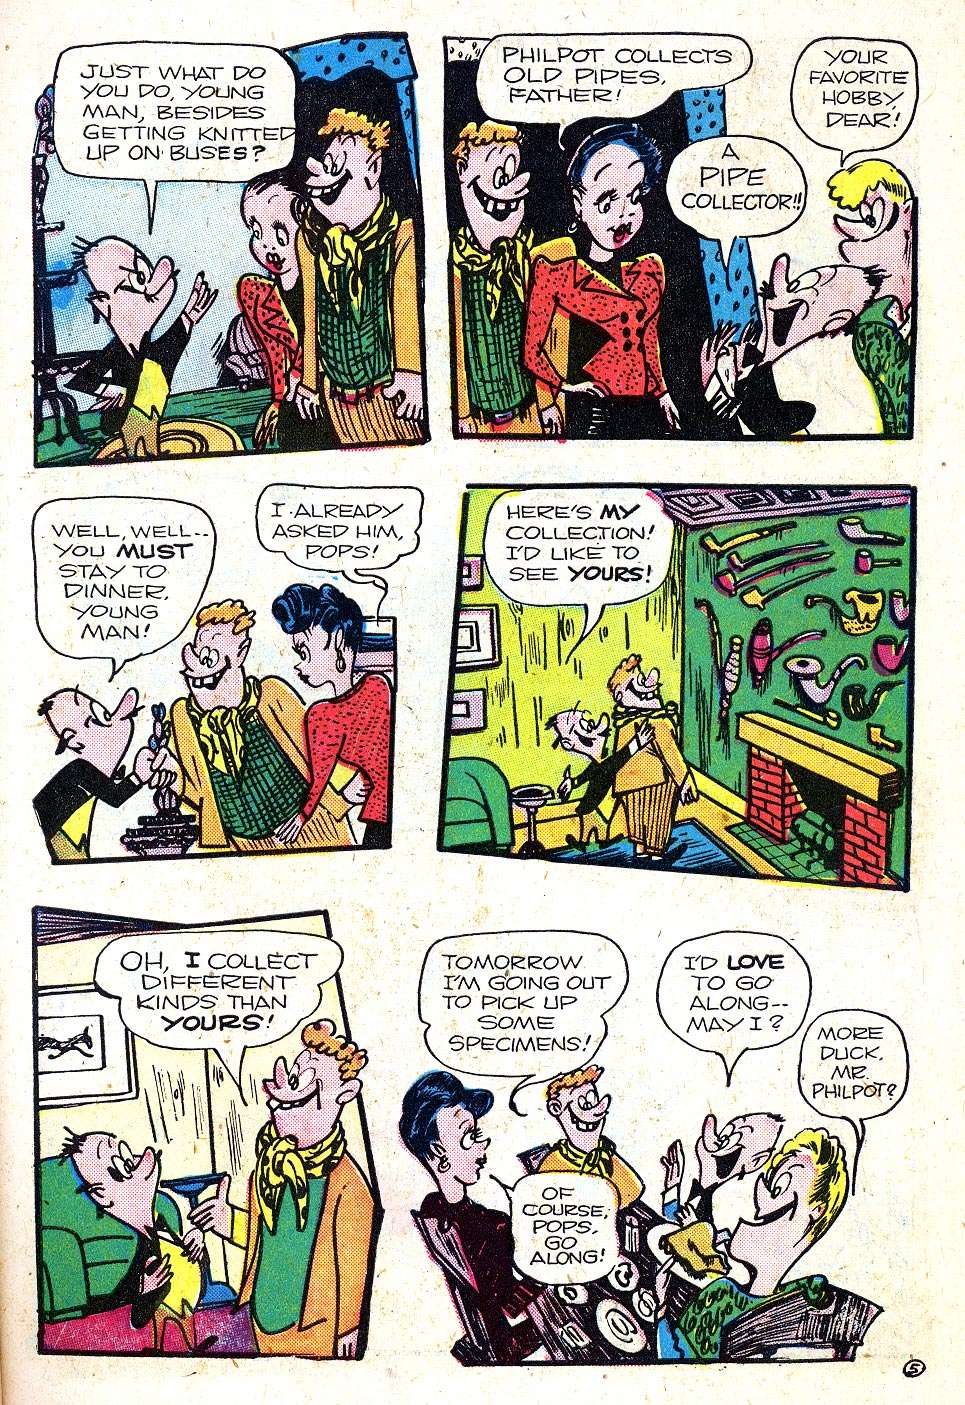 JUST WHAT DO
YOU DO, YOUNG
MAN, BESIDES
GETTING KNITTED
UP ON BUSES?
PHILPOT COLLECTS
OLD PIPES,
FATHER!
A
PIPE
COLLECTOR!!
YOUR
FAVORITE
HOBBY,
DEAR!
WELL, WELL--
YOU MUST
STAY TO
DINNER,
YOUNG
MAN!
I ALREADY
ASKED HIM,
POPS!
HERE'S MY
COLLECTION!
I'D LIKE TO
SEE YOURS!
OH, I COLLECT
DIFFERENT
KINDS THAN
YOURS!
TOMORROW
I'M GOING OUT
TO PICK UP
SOME
SPECIMENS!
OF
COURSE,
POPS,
GO
ALONG!
I'D LOVE
TO GO
ALONG--
MAY I?
MORE
DUCK,
MR.
PHILPOT?
5